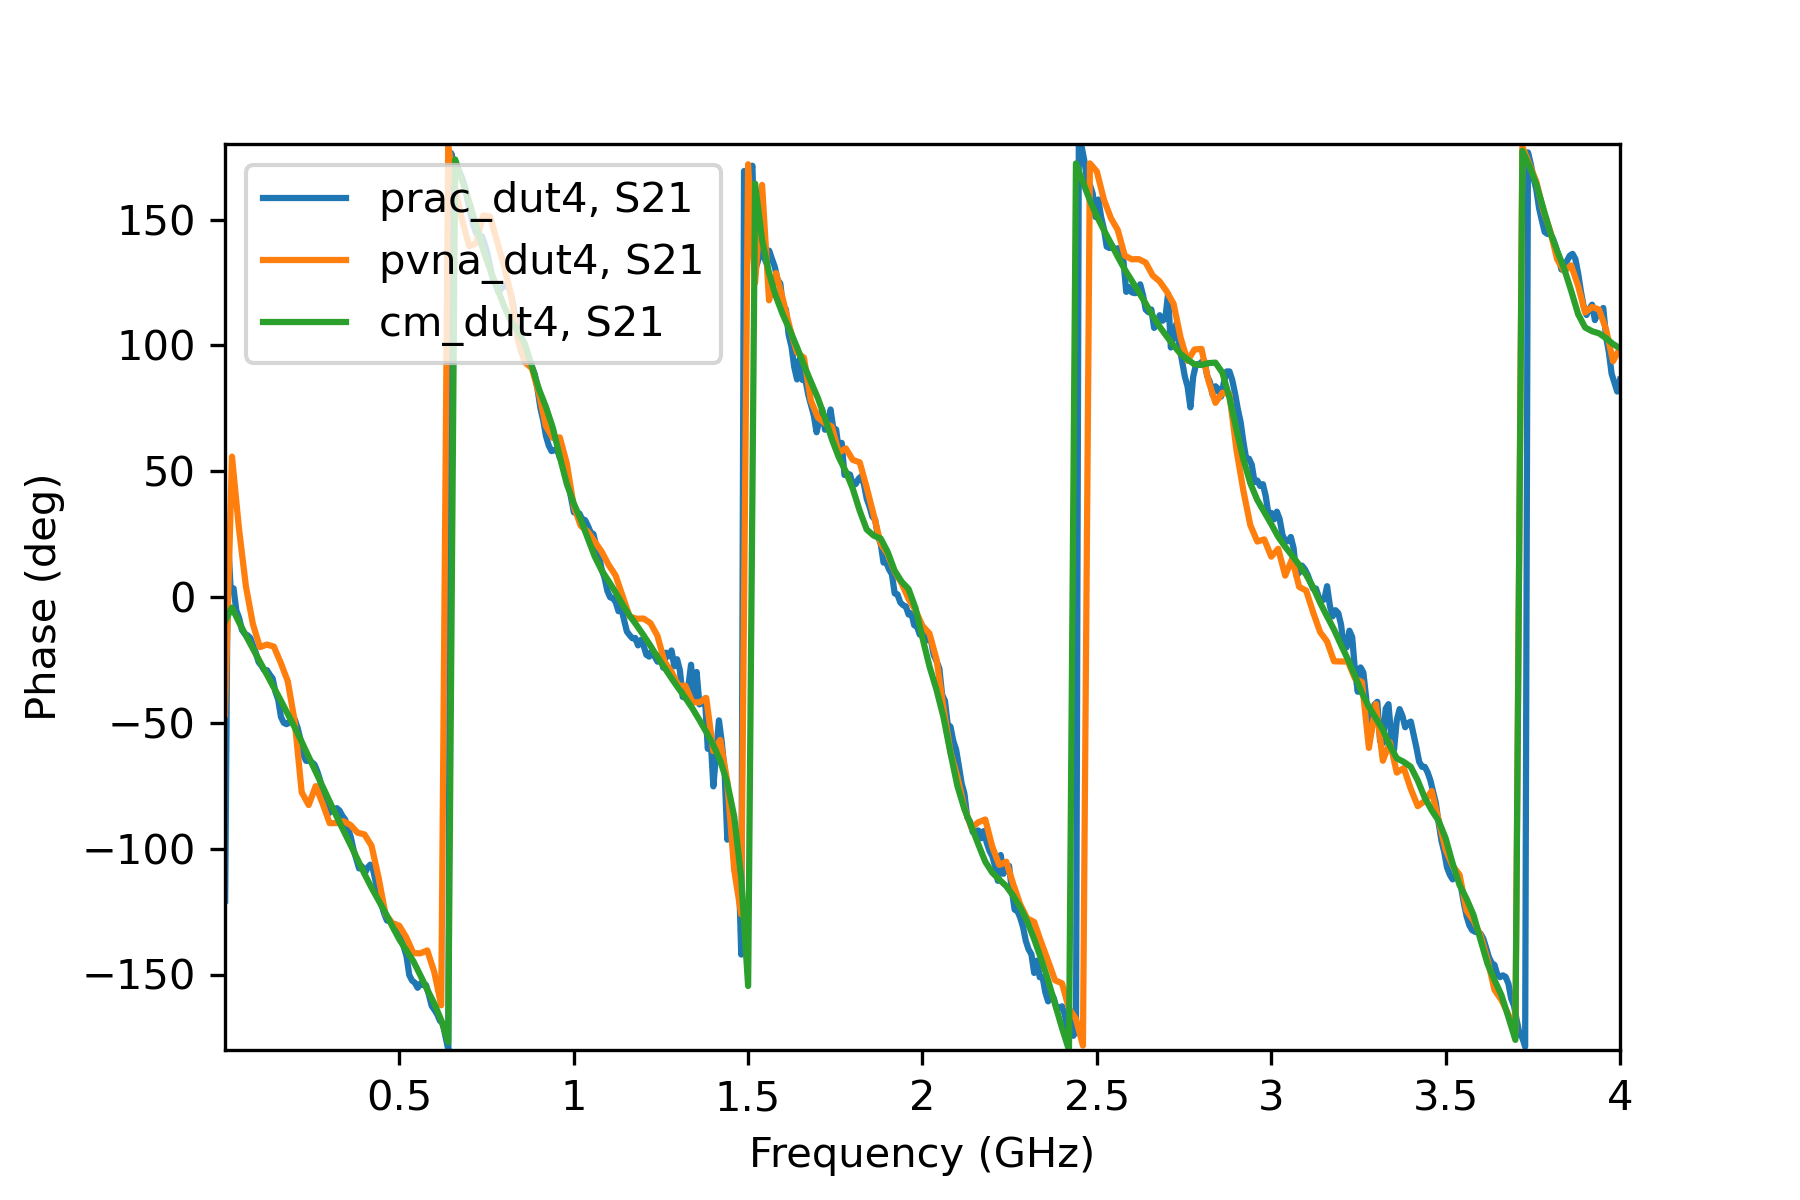 prac_dut4, S21
pvna_dut4, S21
cm_dut4, S21
150
100
50
0
−50
−100
−150
Phase (deg)
0.5 1 1.5 2 2.5 3 3.5 4
Frequency (GHz)